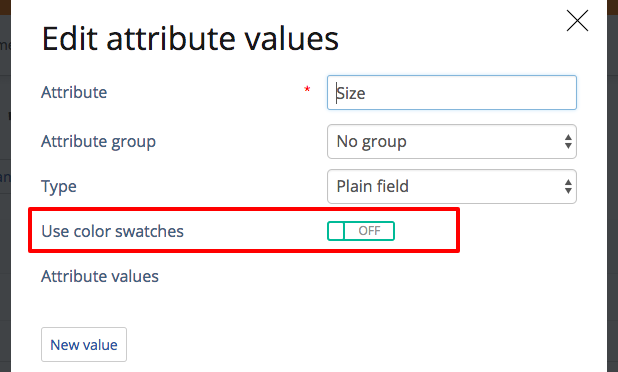 Edit attribute values
Attribute * Size
Attribute group No group
Type Plain field
Use color swatches OFF
Attribute values
New value